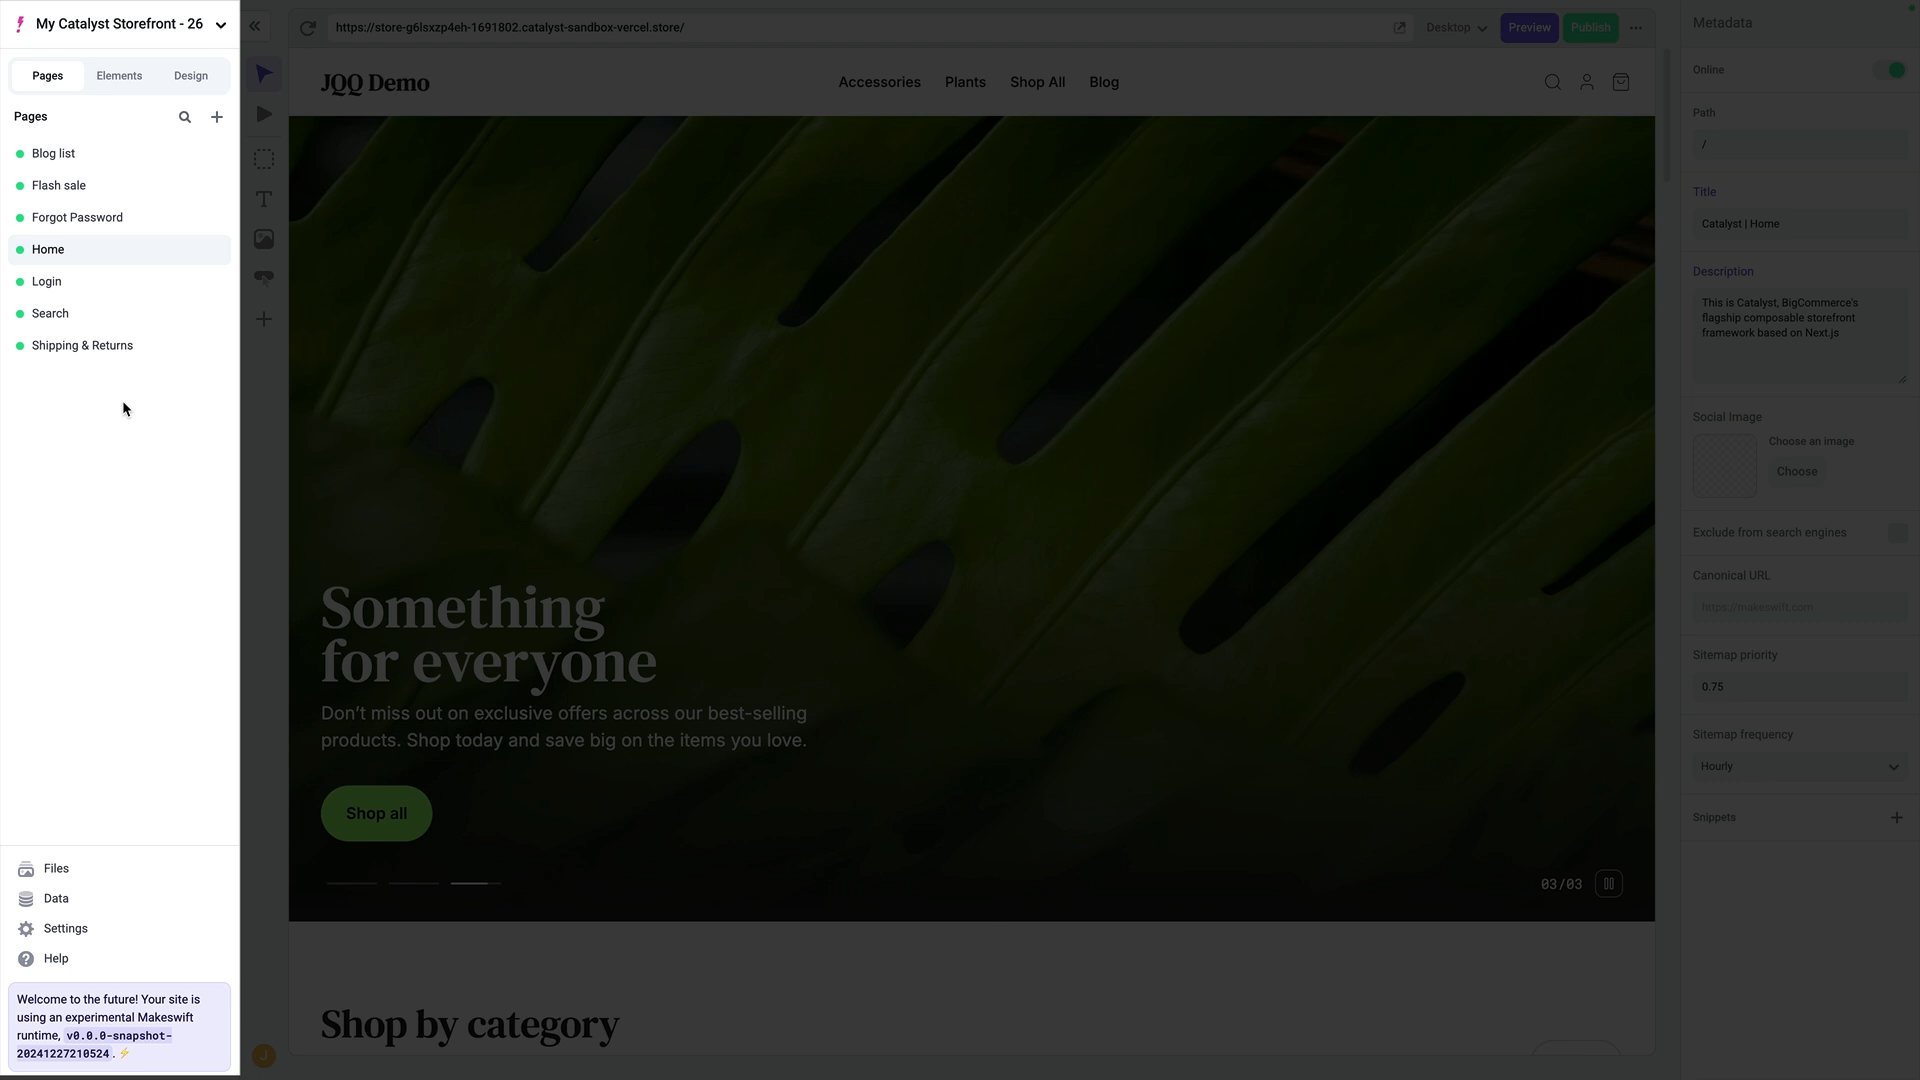 My Catalyst Storefront - 26
Pages
Elements
Design
Pages
Blog list
Flash sale
Forgot Password
Home
Login
Search
Shipping & Returns
Files
Data
Settings
Help
Welcome to the future! Your site is
using an experimental Makeswift
runtime, v0.0.0-snapshot-
20241227210524. ⚡
https://store-g6lsxzp4eh-1691802.catalyst-sandbox-vercel.store/
Desktop
Preview
Publish
JQQ Demo
Accessories
Plants
Shop All
Blog
Something
for everyone
Don’t miss out on exclusive offers across our best-selling
products. Shop today and save big on the items you love.
Shop all
03/03
Shop by category
J
Metadata
Online
Path
/
Title
Catalyst | Home
Description
This is Catalyst, BigCommerce's
flagship composable storefront
framework based on Next.js
Social Image
Choose an image
Choose
Exclude from search engines
Canonical URL
https://makeswift.com
Sitemap priority
0.75
Sitemap frequency
Hourly
Snippets